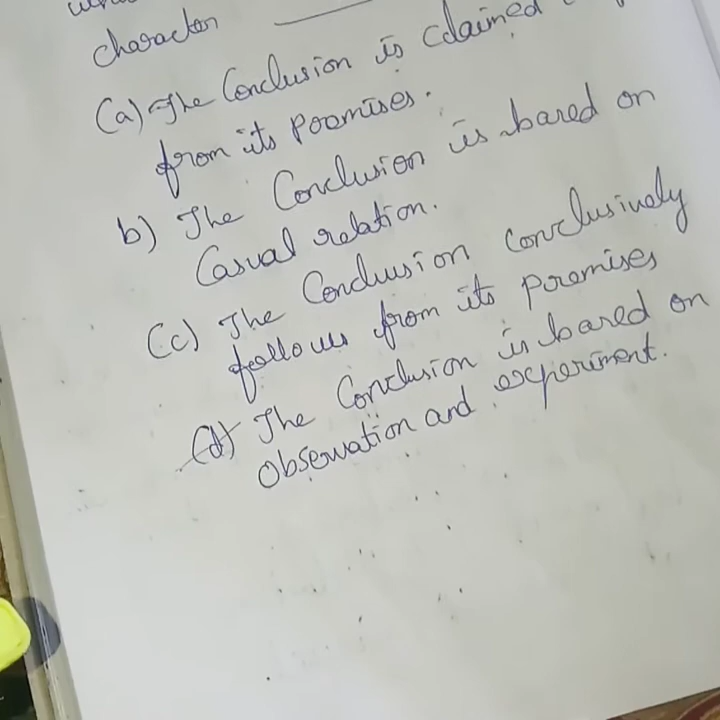 character
(a) The Conclusion is claimed
from its premises.
b) The Conclusion is based on
Casual relation.
(c) The Conclusion conclusively
follows from its premises
(d) The Conclusion is based on
Observation and experiment.